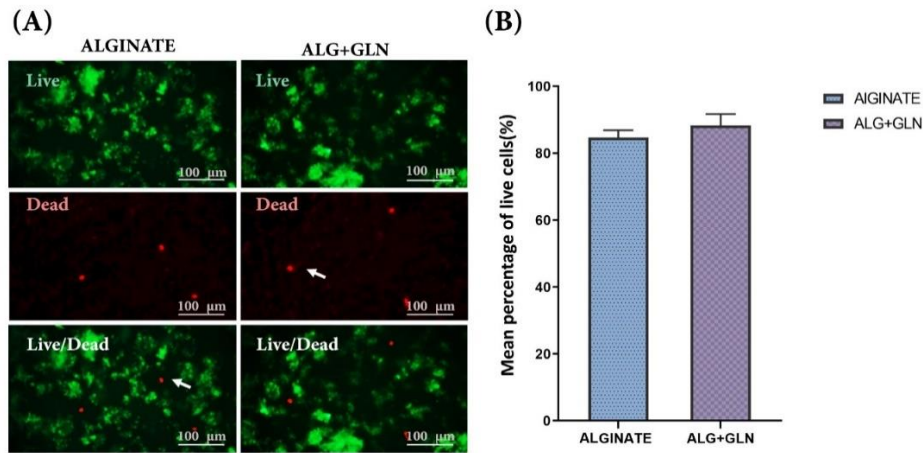 (A)
ALGINATE
ALG+GLN
Live
100 μm
Live
100 μm
Dead
100 μm
Dead
100 μm
Live/Dead
100 μm
Live/Dead
100 μm
(B)
Mean percentage of live cells(%)
100
80
60
40
20
0
ALGINATE
ALG+GLN
AlGINATE
ALG+GLN